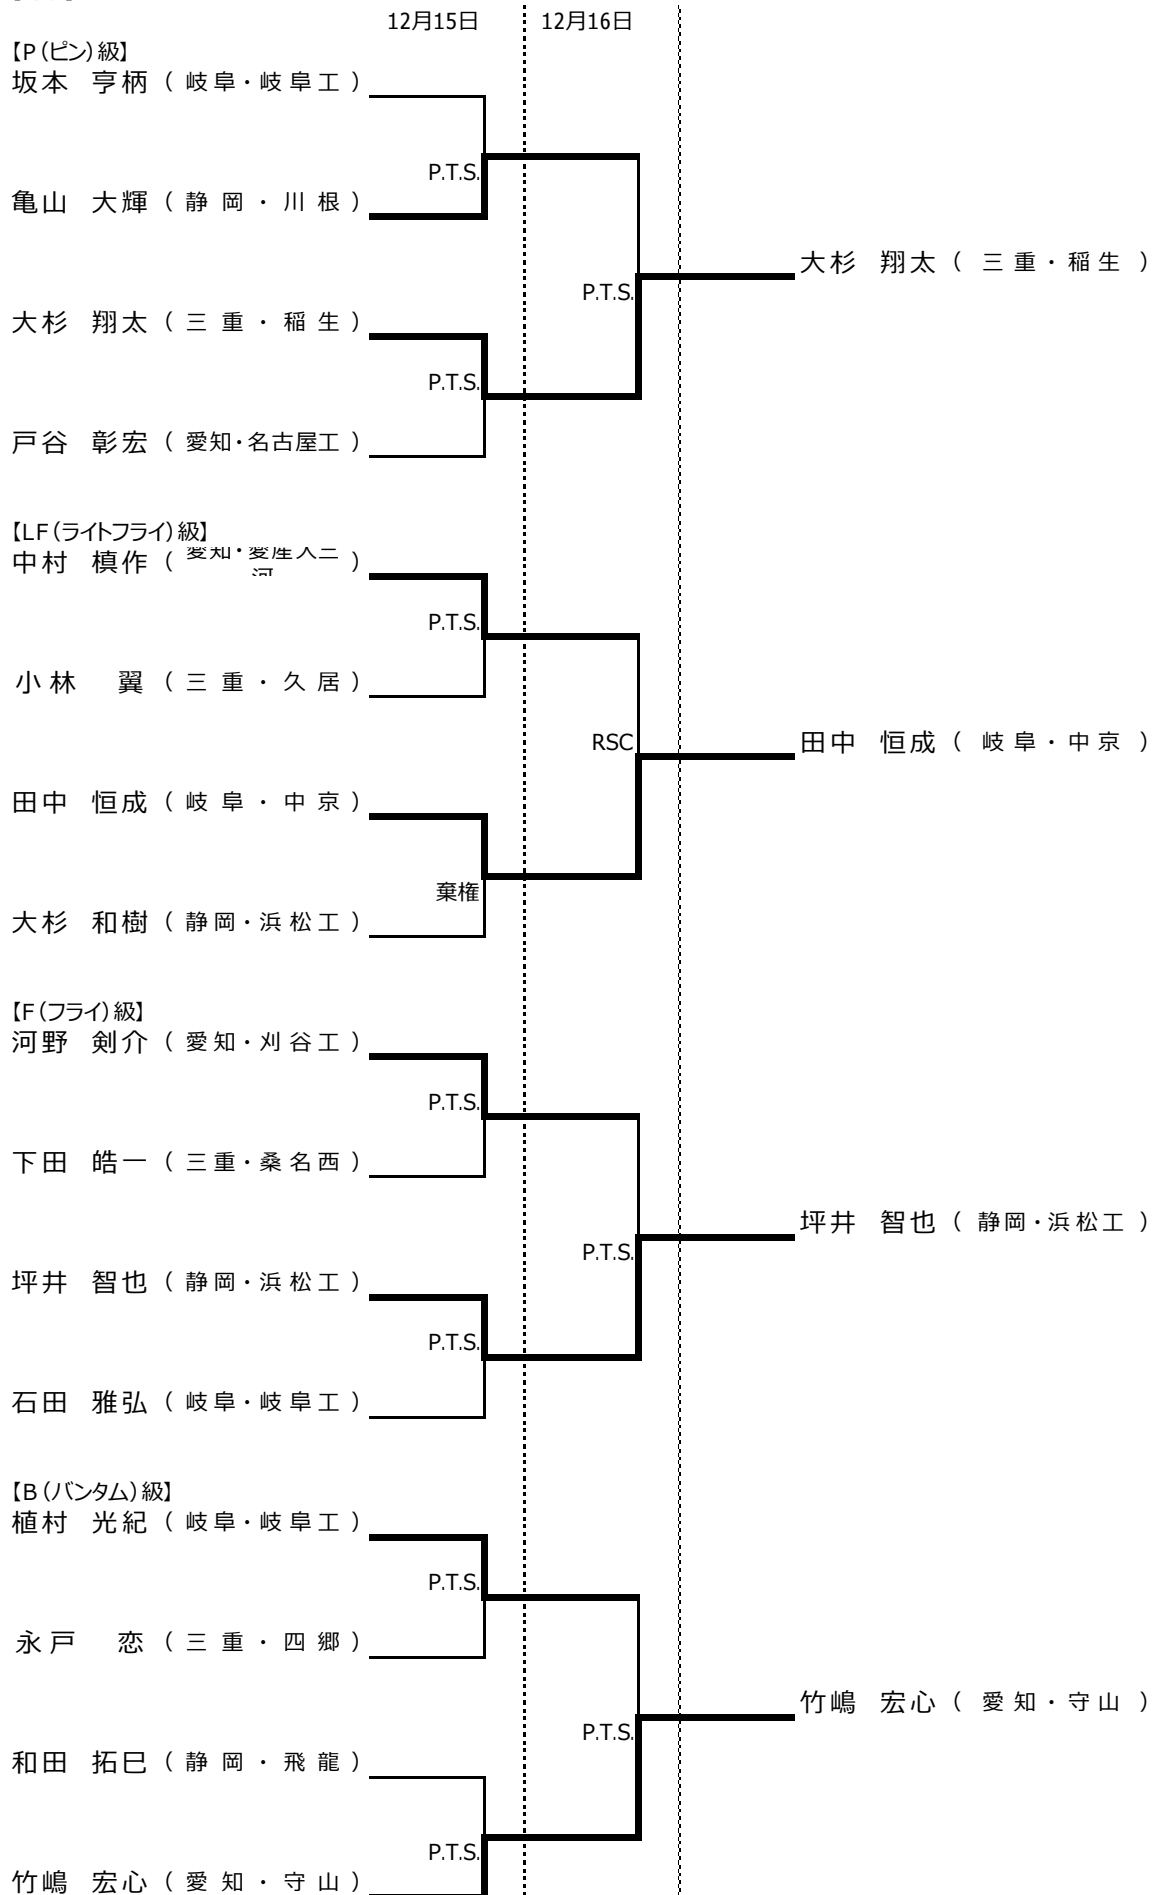 12月15日 12月16日
【P(ピン)級】
坂本 亨柄 ( 岐阜・岐阜工 )
P.T.S.
亀山 大輝 ( 静岡・川根 )
大杉 翔太 ( 三重・稲生 )
P.T.S.
大杉 翔太 ( 三重・稲生 )
P.T.S.
戸谷 彰宏 ( 愛知・名古屋工 )
【LF(ライトフライ)級】
中村 槙作 ( 愛知・愛産大三河 )
P.T.S.
小林 翼 ( 三重・久居 )
RSC
田中 恒成 ( 岐阜・中京 )
田中 恒成 ( 岐阜・中京 )
棄権
大杉 和樹 ( 静岡・浜松工 )
【F(フライ)級】
河野 剣介 ( 愛知・刈谷工 )
P.T.S.
下田 皓一 ( 三重・桑名西 )
坪井 智也 ( 静岡・浜松工 )
P.T.S.
坪井 智也 ( 静岡・浜松工 )
P.T.S.
石田 雅弘 ( 岐阜・岐阜工 )
【B(バンタム)級】
植村 光紀 ( 岐阜・岐阜工 )
P.T.S.
永戸 恋 ( 三重・四郷 )
竹嶋 宏心 ( 愛知・守山 )
P.T.S.
和田 拓巳 ( 静岡・飛龍 )
P.T.S.
竹嶋 宏心 ( 愛知・守山 )